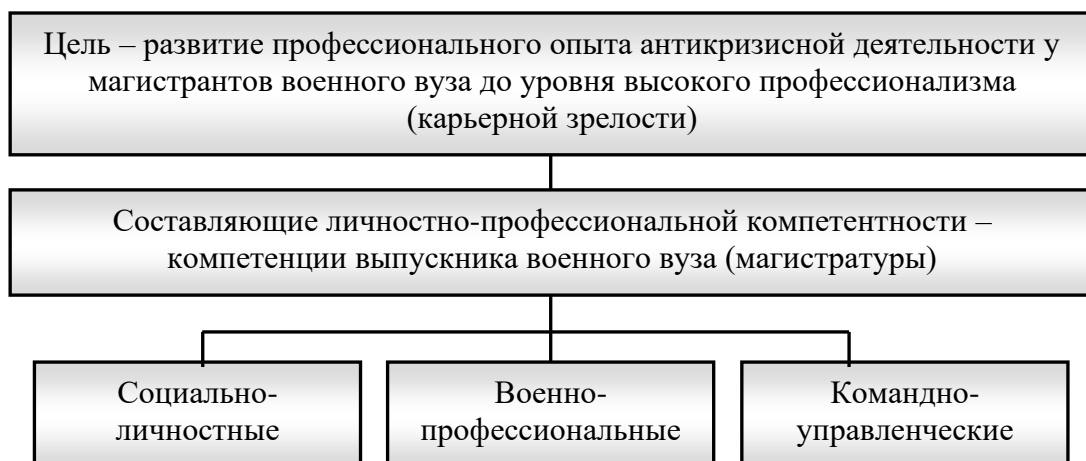 Цель – развитие профессионального опыта антикризисной деятельности у
магистрантов военного вуза до уровня высокого профессионализма
(карьерной зрелости)
Составляющие личностно-профессиональной компетентности –
компетенции выпускника военного вуза (магистратуры)
Социально-
личностные
Военно-
профессиональные
Командно-
управленческие